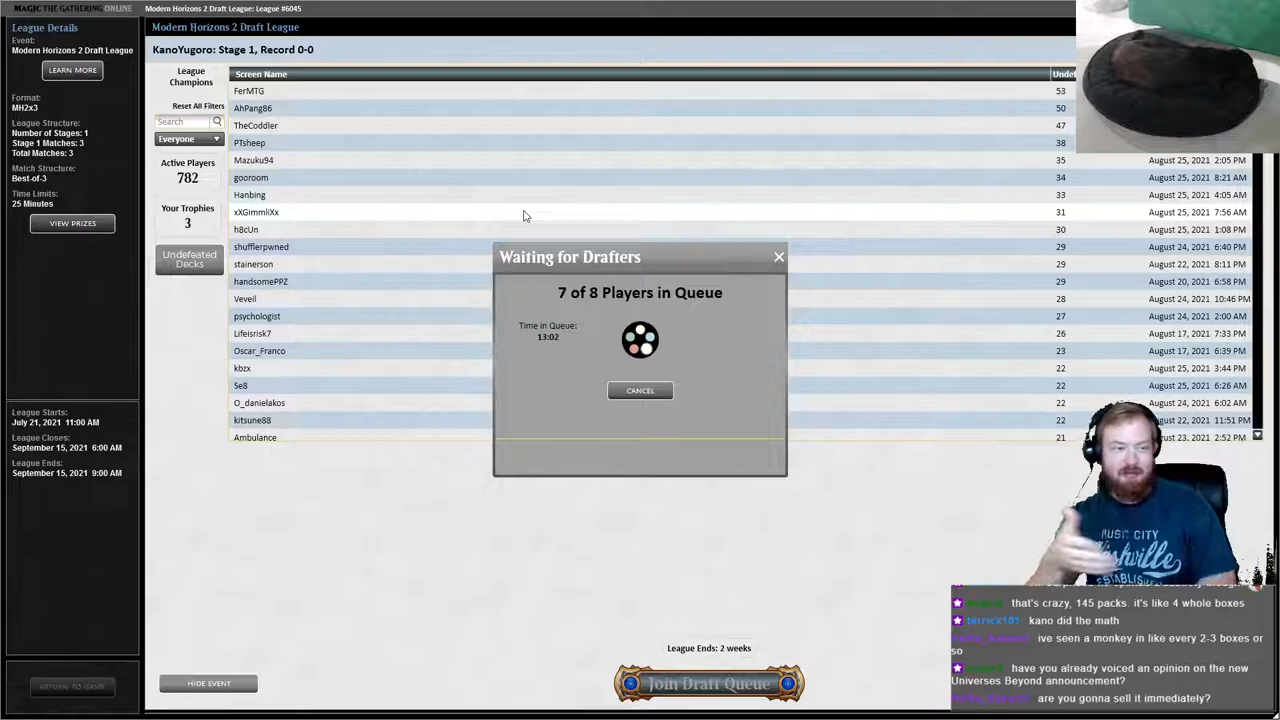 MAGIC THE GATHERING ONLINE
Modern Horizons 2 Draft League: League #6045
League Details
Event:
Modern Horizons 2 Draft League
LEARN MORE
Format:
MH2x3
League Structure:
Number of Stages: 1
Stage 1 Matches: 3
Total Matches: 3
Match Structure:
Best-of-3
Time Limits:
25 Minutes
VIEW PRIZES
League Starts:
July 21, 2021 11:00 AM
League Closes:
September 15, 2021 6:00 AM
League Ends:
September 15, 2021 9:00 AM
RETURN TO GAME
Modern Horizons 2 Draft League
KanoYugoro: Stage 1, Record 0-0
League
Champions
Reset All Filters
Search
Everyone
Active Players
782
Your Trophies
3
Undefeated
Decks
Screen Name
FerMTG 53
AhPang86 50
TheCoddler 47
PTsheep 38
Mazuku94 35 August 25, 2021 2:05 PM
gooroom 34 August 25, 2021 8:21 AM
Hanbing 33 August 25, 2021 4:05 AM
xXGimmliXx 31 August 25, 2021 7:56 AM
h8cUn 30 August 25, 2021 1:08 PM
shufflerpwned 29 August 24, 2021 6:40 PM
stainerson 29 August 22, 2021 8:11 PM
handsomePPZ 29 August 20, 2021 6:58 PM
Veveil 28 August 24, 2021 10:46 PM
psychologist 27 August 24, 2021 2:00 AM
Lifeisrisk7 26 August 17, 2021 7:33 PM
Oscar_Franco 23 August 17, 2021 6:39 PM
kbzx 22 August 25, 2021 3:44 PM
Se8 22 August 25, 2021 6:26 AM
O_danielakos 22 August 24, 2021 6:02 AM
kitsune88 22 August 22, 2021 11:51 PM
Ambulance 21 23, 2021 2:52 PM
Waiting for Drafters
7 of 8 Players in Queue
Time in Queue:
13:02
CANCEL
MUSIC CITY
Nashville
ESTABLISHED
that's crazy, 145 packs. it's like 4 whole boxes
terrick101 kano did the math
ive seen a monkey in like every 2-3 boxes or
so
have you already voiced an opinion on the new
Universes Beyond announcement?
are you gonna sell it immediately?
League Ends: 2 weeks
HIDE EVENT
Join Draft Queue